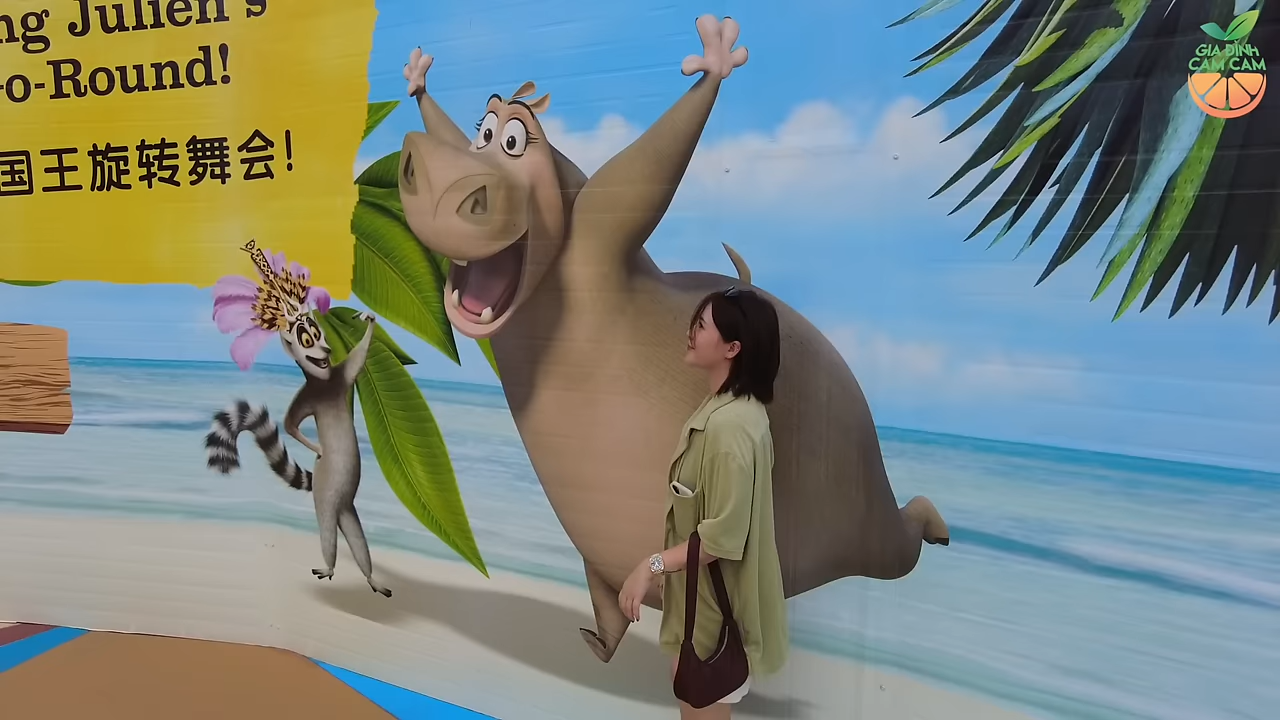 ng Julien's
-o-Round!
国王旋转舞会!
GIA ĐÌNH
CAM CAM